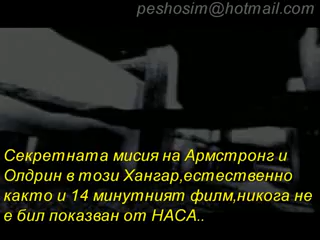 peshosim@hotmail.com
Секретната мисия на Армстронг и
Олдрин в този Хангар,естественно
както и 14 минутният филм,никога не
е бил показван от НАСА..